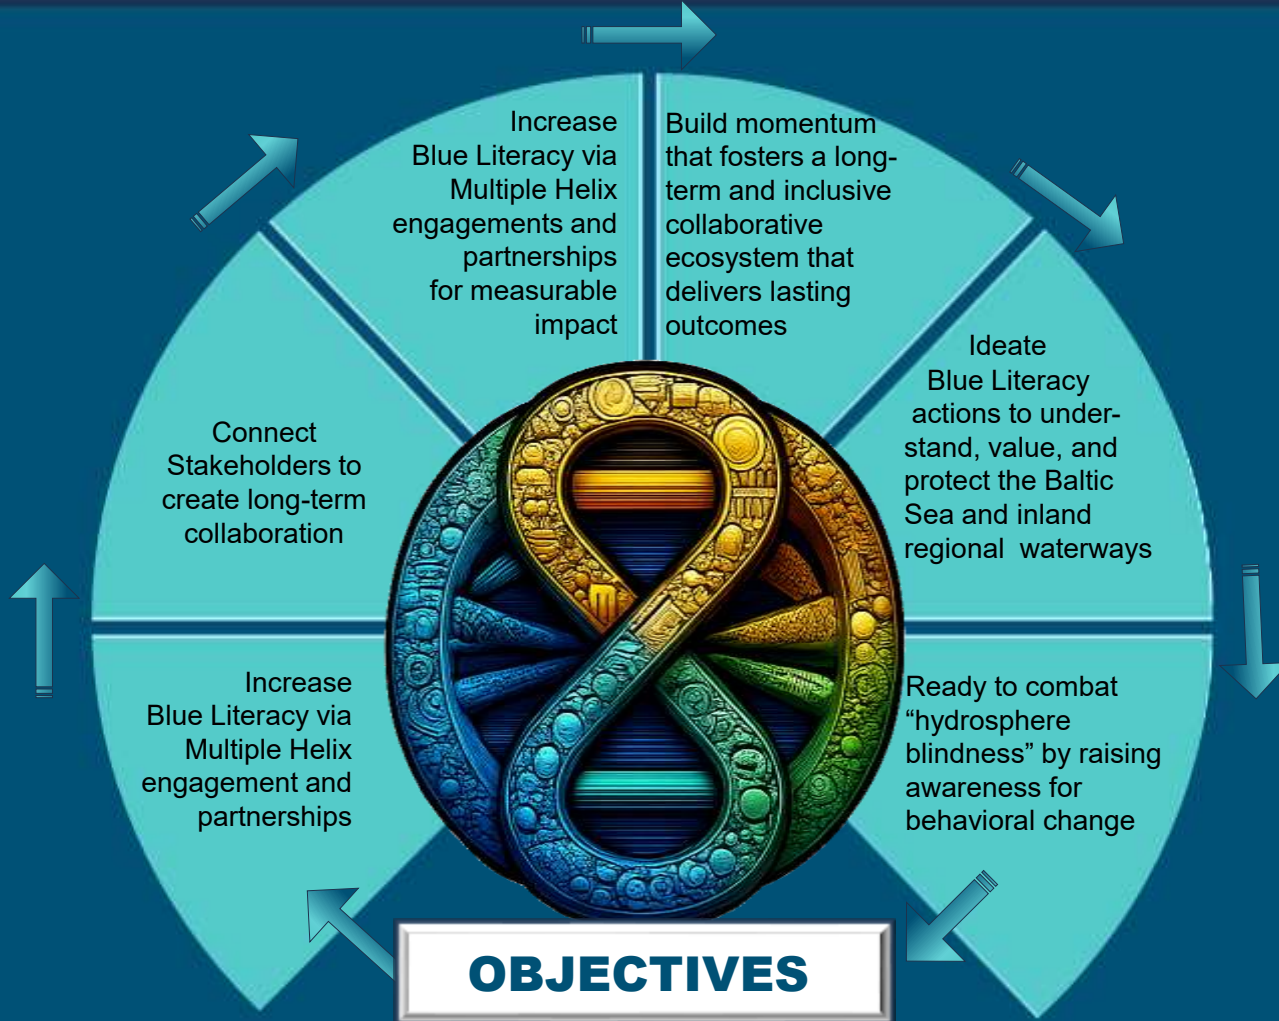 Increase
Blue Literacy via
Multiple Helix
engagement and
partnerships
Connect
Stakeholders to
create long-term
collaboration
Increase
Blue Literacy via
Multiple Helix
engagements and
partnerships
for measurable
impact
Build momentum
that fosters a long-
term and inclusive
collaborative
ecosystem that
delivers lasting
outcomes
Ideate
Blue Literacy
actions to under-
stand, value, and
protect the Baltic
Sea and inland
regional waterways
Ready to combat
“hydrosphere
blindness” by raising
awareness for
behavioral change
OBJECTIVES